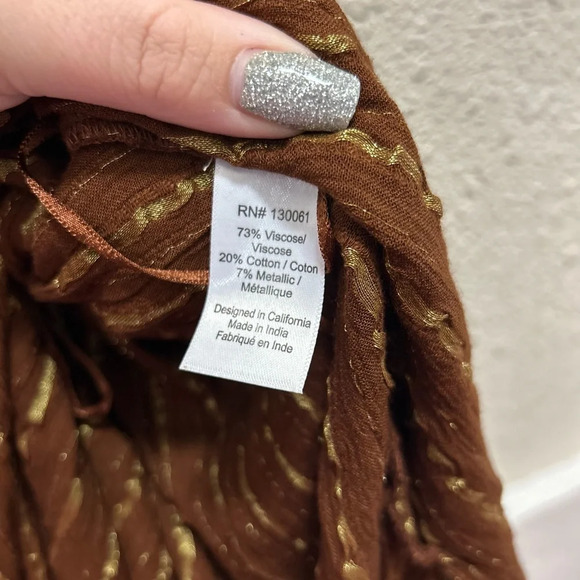 RN# 130061
73% Viscose/
Viscose
20% Cotton / Coton
7% Metallic /
Métallique
Designed in California
Made in India
Fabriqué en Inde